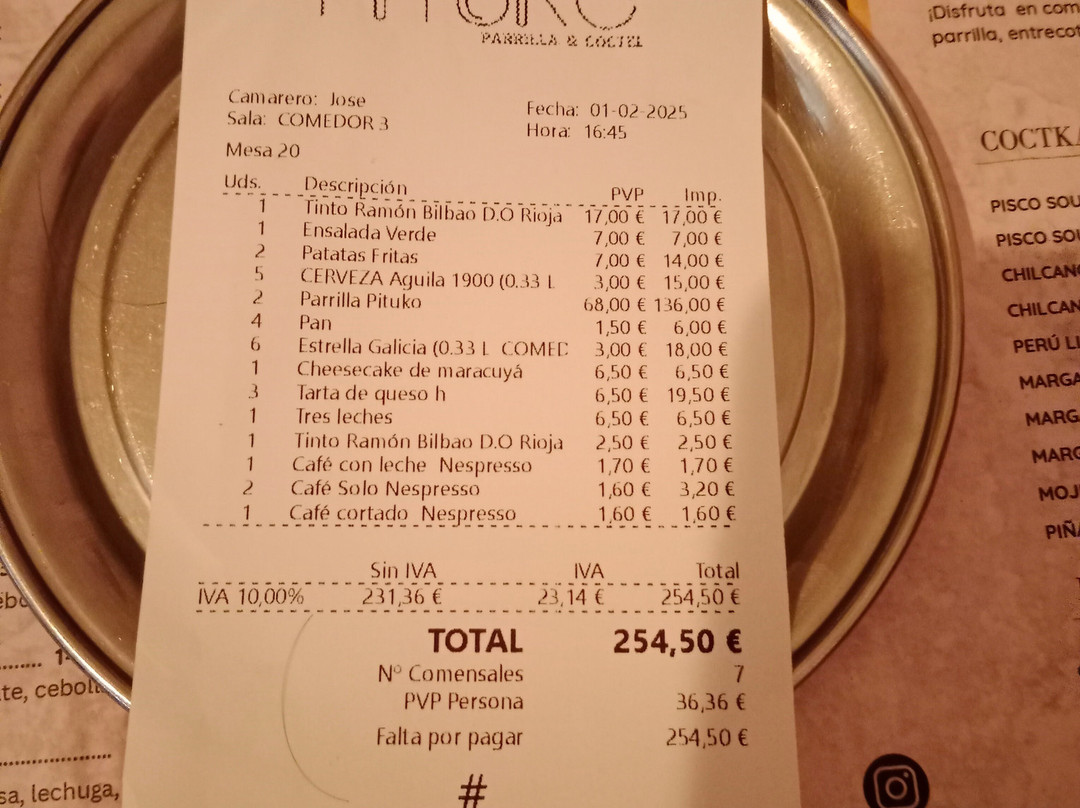 PITUKO
PARRILLA & COCTEL
Camarero: Jose
Sala: COMEDOR 3
Mesa 20
Fecha: 01-02-2025
Hora: 16:45
Uds. Descripción PVP Imp.
1 Tinto Ramón Bilbao D.O Rioja 17,00 € 17,00 €
1 Ensalada Verde 7,00 € 7,00 €
2 Patatas Fritas 7,00 € 14,00 €
5 CERVEZA Aguila 1900 (0.33 L 3,00 € 15,00 €
2 Parrilla Pituko 68,00 € 136,00 €
4 Pan 1,50 € 6,00 €
6 Estrella Galicia (0.33 L COMED 3,00 € 18,00 €
1 Cheesecake de maracuyá 6,50 € 6,50 €
3 Tarta de queso h 6,50 € 19,50 €
1 Tres leches 6,50 € 6,50 €
1 Tinto Ramón Bilbao D.O Rioja 2,50 € 2,50 €
1 Café con leche Nespresso 1,70 € 1,70 €
2 Café Solo Nespresso 1,60 € 3,20 €
1 Café cortado Nespresso 1,60 € 1,60 €
Sin IVA IVA Total
IVA 10,00% 231,36 € 23,14 € 254,50 €
TOTAL 254,50 €
Nº Comensales 7
PVP Persona 36,36 €
Falta por pagar 254,50 €
#
¡Disfruta en com
parrilla, entrecot
COCTKA
PISCO SOU
PISCO SOU
CHILCANO
CHILCAN
PERÚ LI
MARGA
MARG
MARG
MOJ
PIÑA
te, ceboll
sa, lechuga,